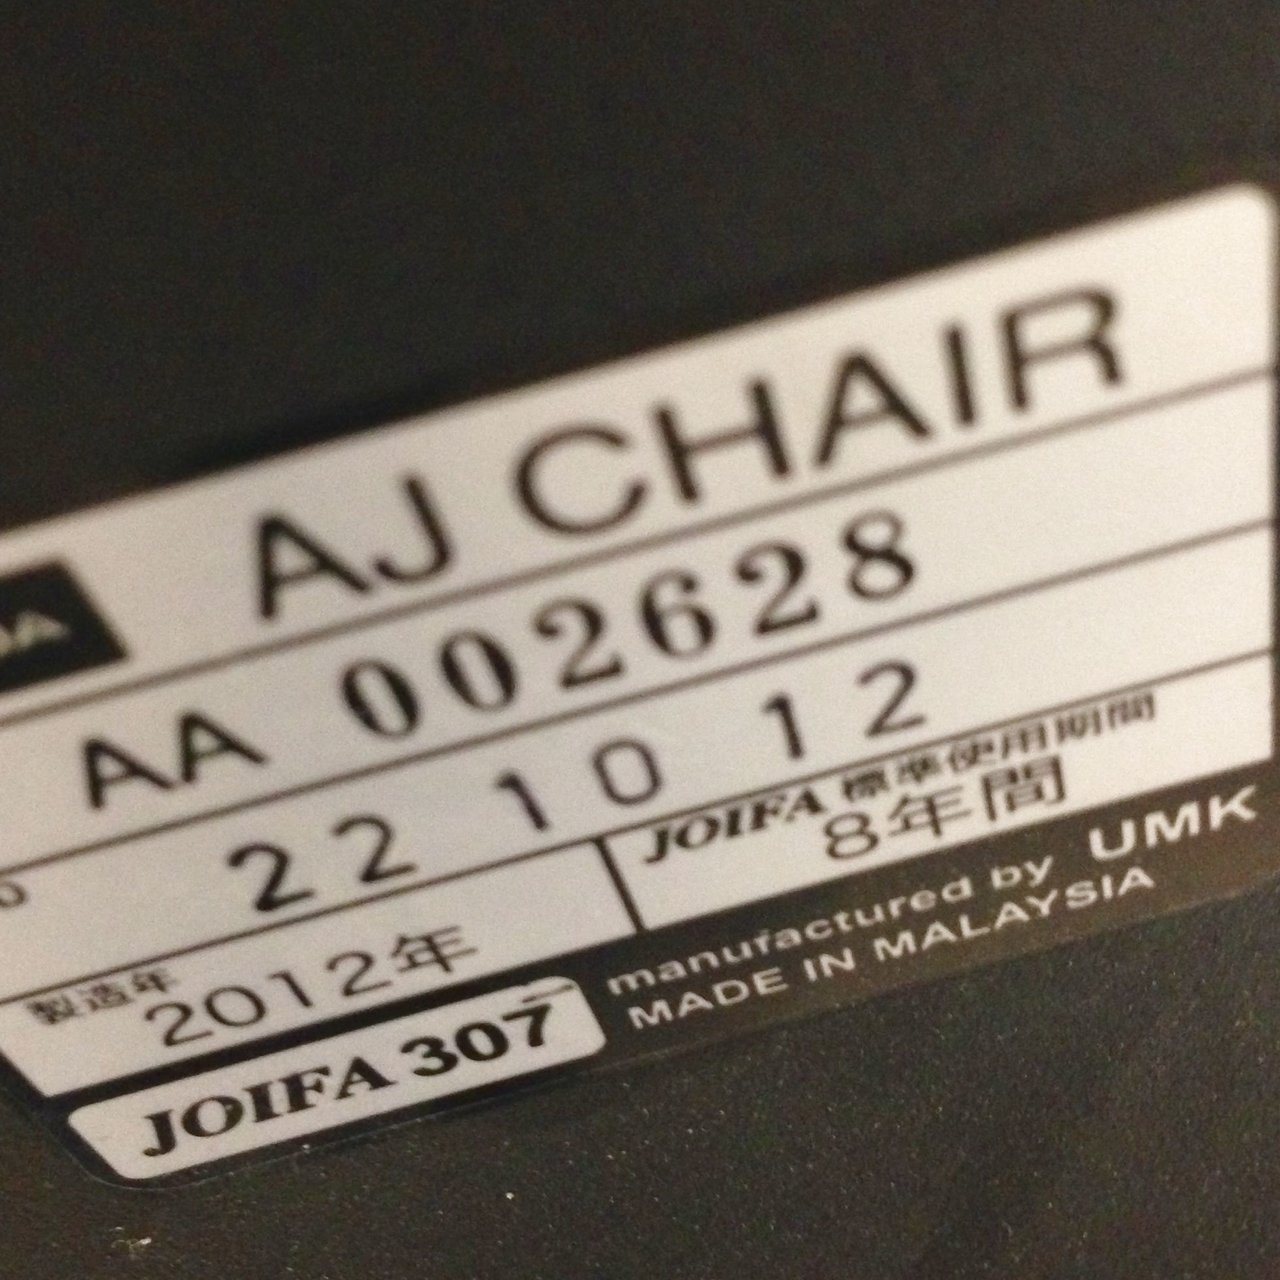 AJ CHAIR
AA 002628
22 10 12
製造年
2012年
JOIFA 標準使用期間
8年間
JOIFA 307
manufactured by UMK
MADE IN MALAYSIA